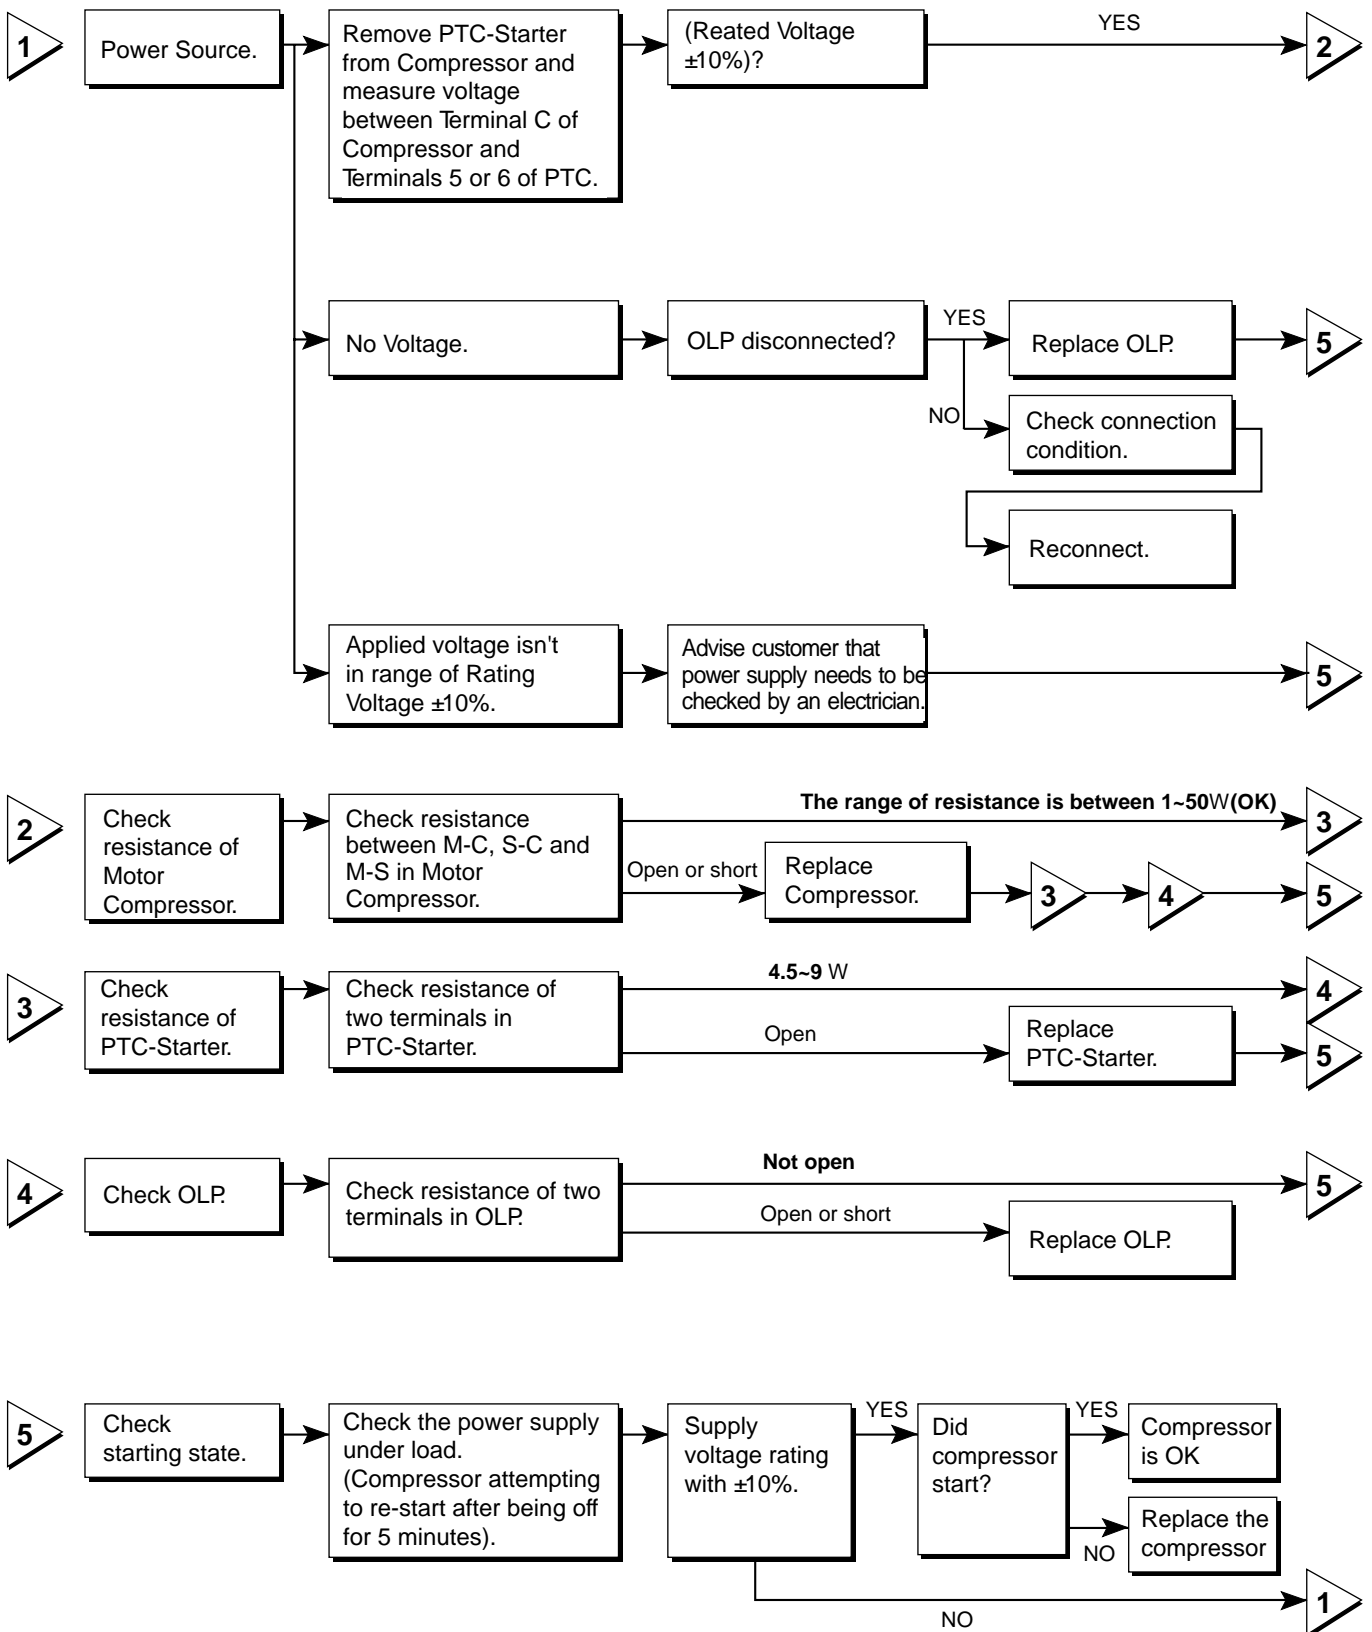 1
Power Source.
Remove PTC-Starter
from Compressor and
measure voltage
between Terminal C of
Compressor and
Terminals 5 or 6 of PTC.
(Reated Voltage
±10%)?
YES
2
No Voltage.
OLP disconnected?
YES
Replace OLP.
5
NO
Check connection
condition.
Reconnect.
Applied voltage isn't
in range of Rating
Voltage ±10%.
Advise customer that
power supply needs to be
checked by an electrician.
5
2
Check
resistance of
Motor
Compressor.
Check resistance
between M-C, S-C and
M-S in Motor
Compressor.
The range of resistance is between 1~50W(OK)
3
Open or short
Replace
Compressor.
3
4
5
3
Check
resistance of
PTC-Starter.
Check resistance of
two terminals in
PTC-Starter.
4.5~9 W
4
Open
Replace
PTC-Starter.
5
4
Check OLP.
Check resistance of two
terminals in OLP.
Not open
5
Open or short
Replace OLP.
5
Check
starting state.
Check the power supply
under load.
(Compressor attempting
to re-start after being off
for 5 minutes).
Supply
voltage rating
with ±10%.
YES
Did
compressor
start?
YES
Compressor
is OK
NO
Replace the
compressor
NO
1